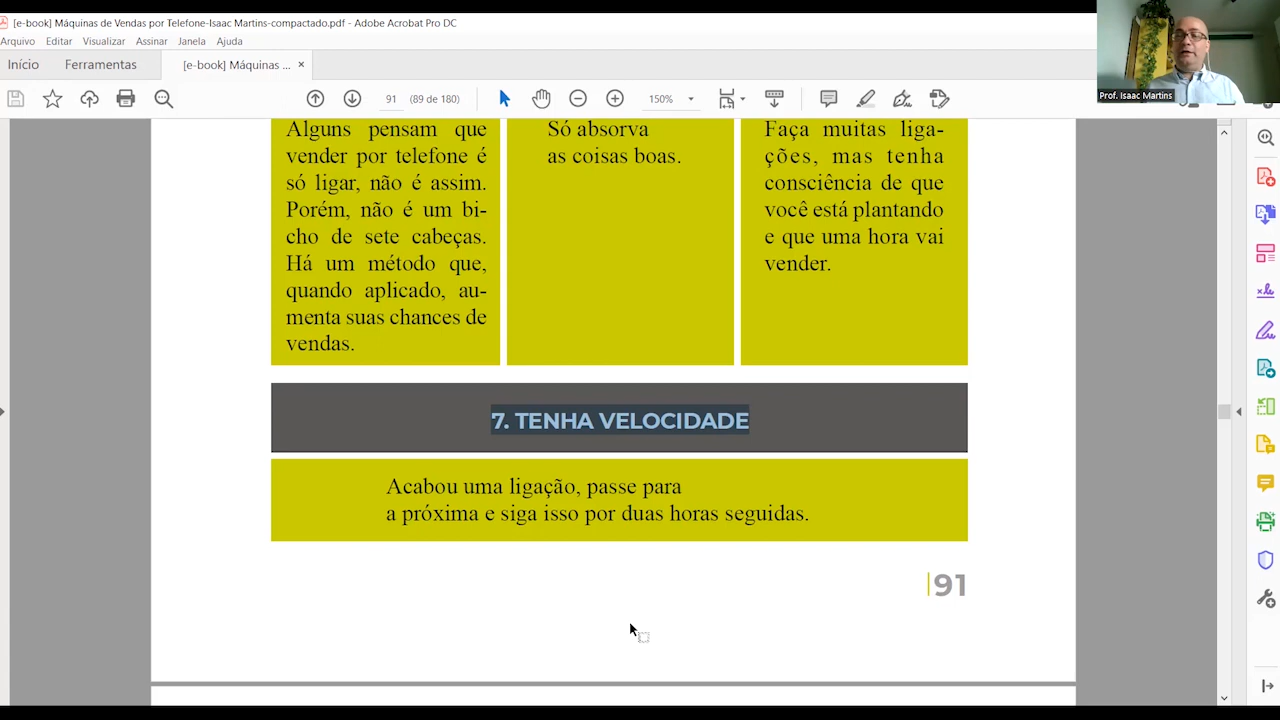 [e-book] Máquinas de Vendas por Telefone-Isaac Martins-compactado.pdf - Adobe Acrobat Pro DC
Arquivo Editar Visualizar Assinar Janela Ajuda
Início Ferramentas [e-book] Máquinas ... ×
91 (89 de 180) 150%
Prof. Isaac Martins
Alguns pensam que
vender por telefone é
só ligar, não é assim.
Porém, não é um bi-
cho de sete cabeças.
Há um método que,
quando aplicado, au-
menta suas chances de
vendas.
Só absorva
as coisas boas.
Faça muitas liga-
ções, mas tenha
consciência de que
você está plantando
e que uma hora vai
vender.
7. TENHA VELOCIDADE
Acabou uma ligação, passe para
a próxima e siga isso por duas horas seguidas.
91